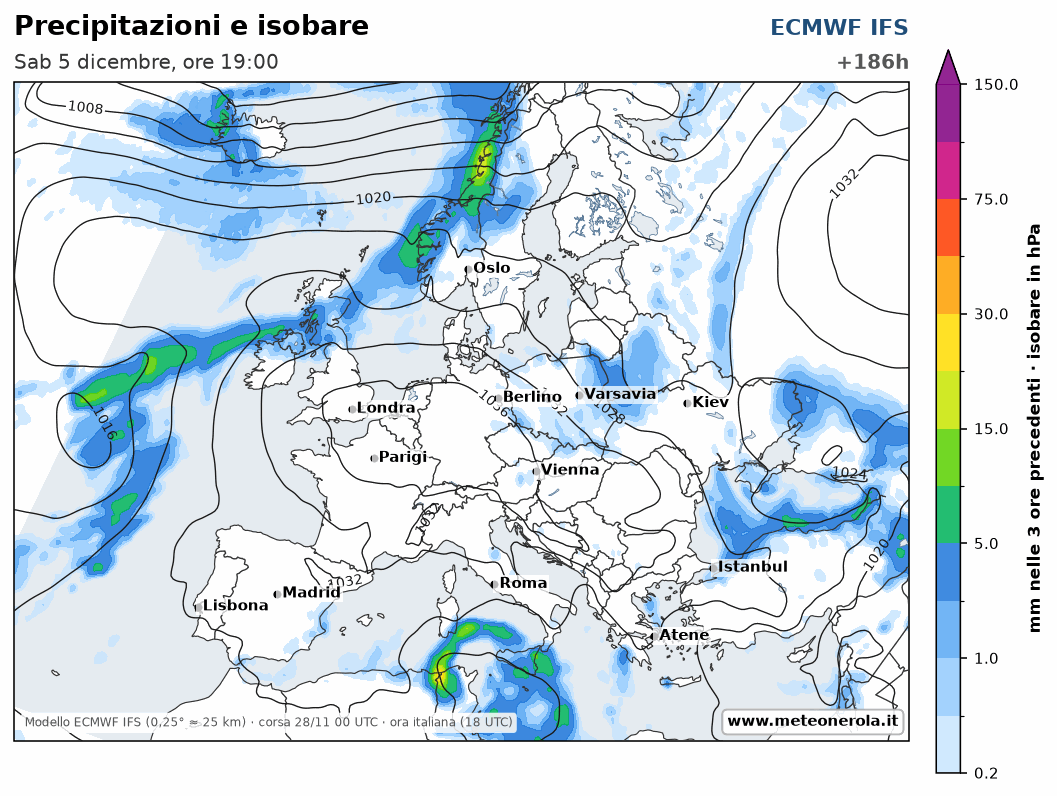 Precipitazioni e isobare
ECMWF IFS
Sab 5 dicembre, ore 19:00
+186h
150.0
75.0
30.0
15.0
5.0
1.0
0.2
mm nelle 3 ore precedenti · isobare in hPa
1008
1020
1032
Oslo
1016
Londra
Berlino
Varsavia
Kiev
1036
1028
Parigi
Vienna
1024
1020
Istanbul
Roma
1032
Madrid
Lisbona
Atene
Modello ECMWF IFS (0,25° ≈ 25 km) · corsa 28/11 00 UTC · ora italiana (18 UTC)
www.meteonerola.it